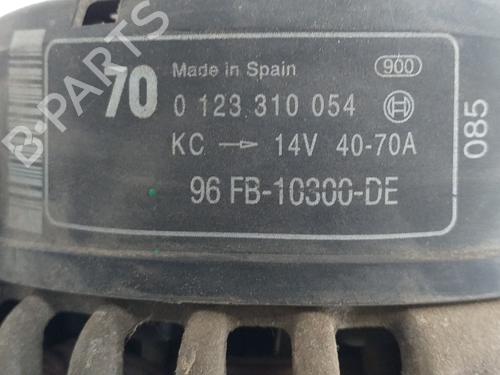 B-PARTS
70 Made in Spain 900
0 123 310 054
KC → 14V 40-70A
96 FB-10300-DE
085